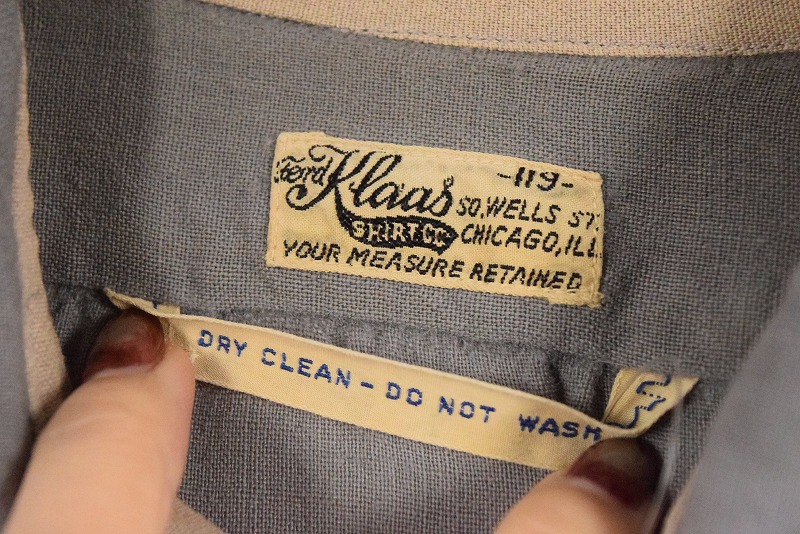 Ford Klaas -119-
SHIRT CO. SO. WELLS ST.
CHICAGO, ILL.
YOUR MEASURE RETAINED
DRY CLEAN - DO NOT WASH